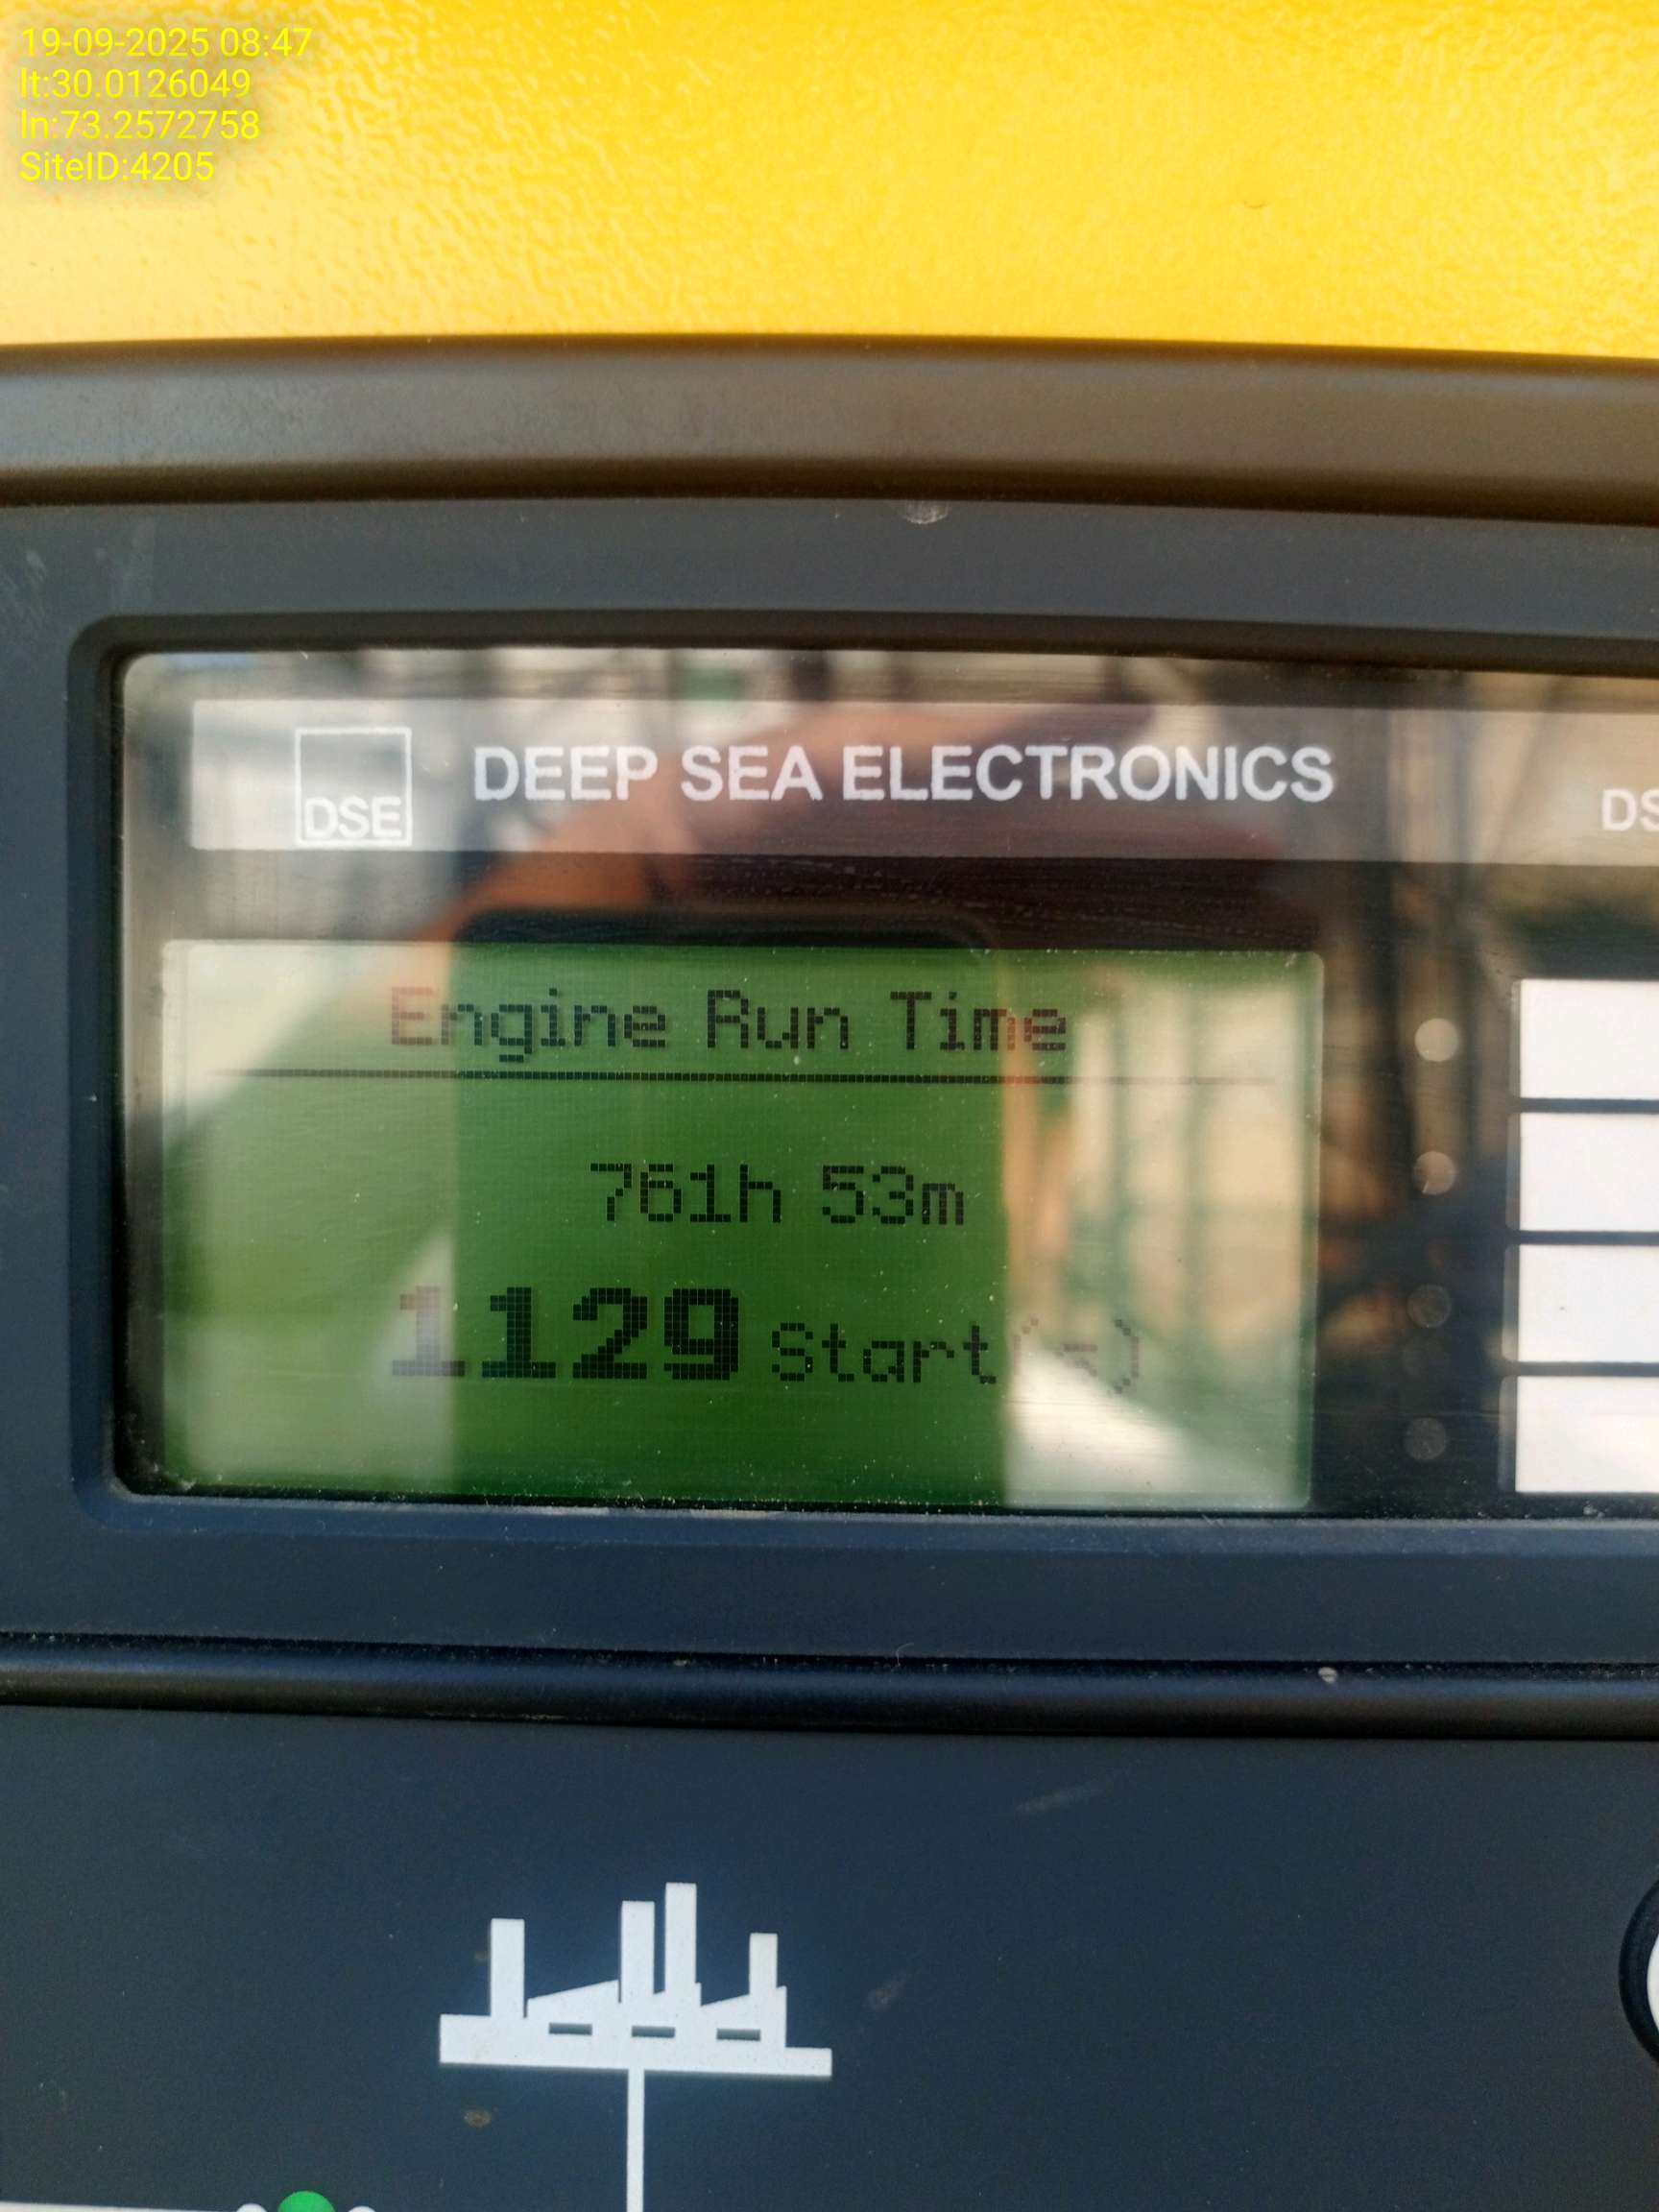 19-09-2025 08:47
lt:30.0126049
ln:73.2572758
SiteID:4205
DSE
DEEP SEA ELECTRONICS
DS
Engine Run Time
761h 53m
1129 Start(s)